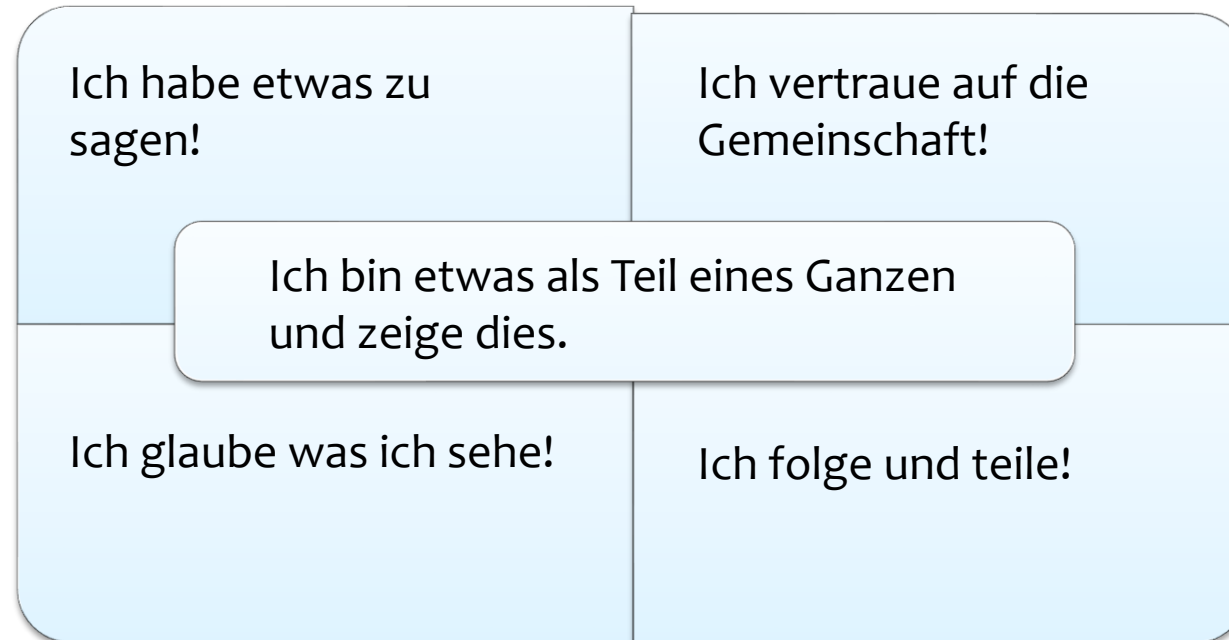 Ich habe etwas zu
sagen!
Ich vertraue auf die
Gemeinschaft!
Ich bin etwas als Teil eines Ganzen
und zeige dies.
Ich glaube was ich sehe!
Ich folge und teile!